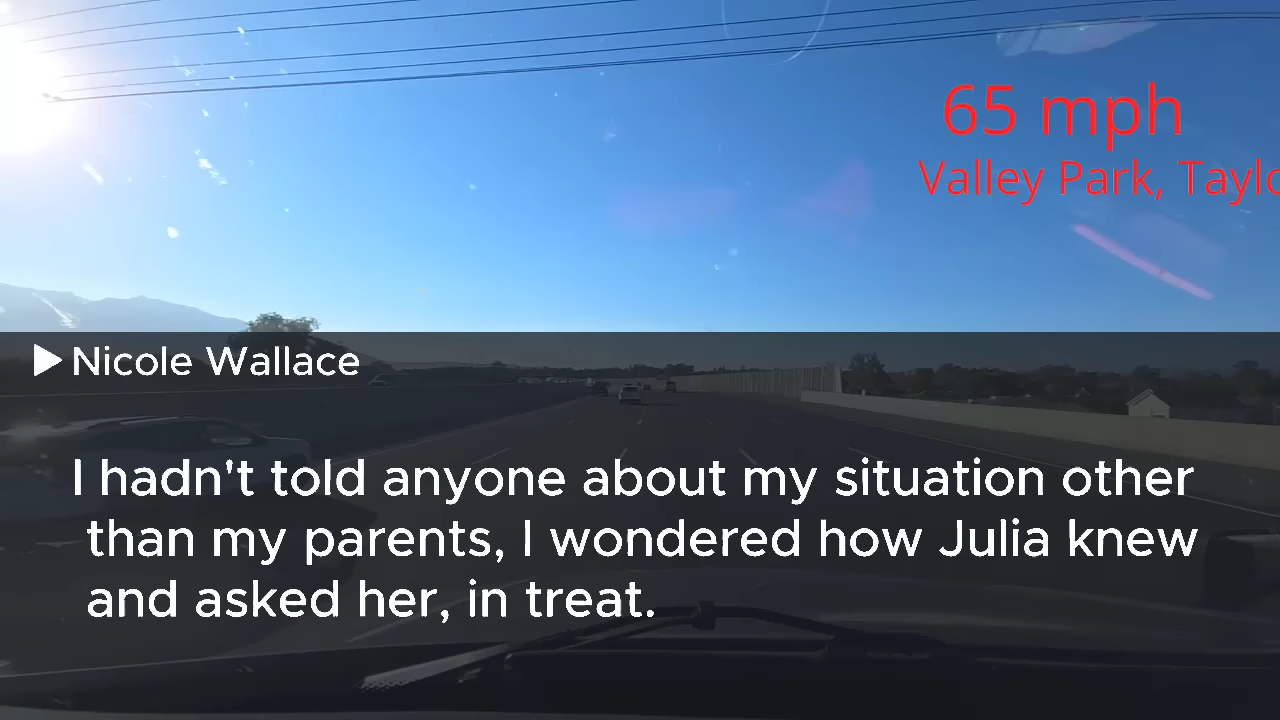 65 mph
Valley Park, Taylo
Nicole Wallace
I hadn't told anyone about my situation other
than my parents, I wondered how Julia knew
and asked her, in treat.